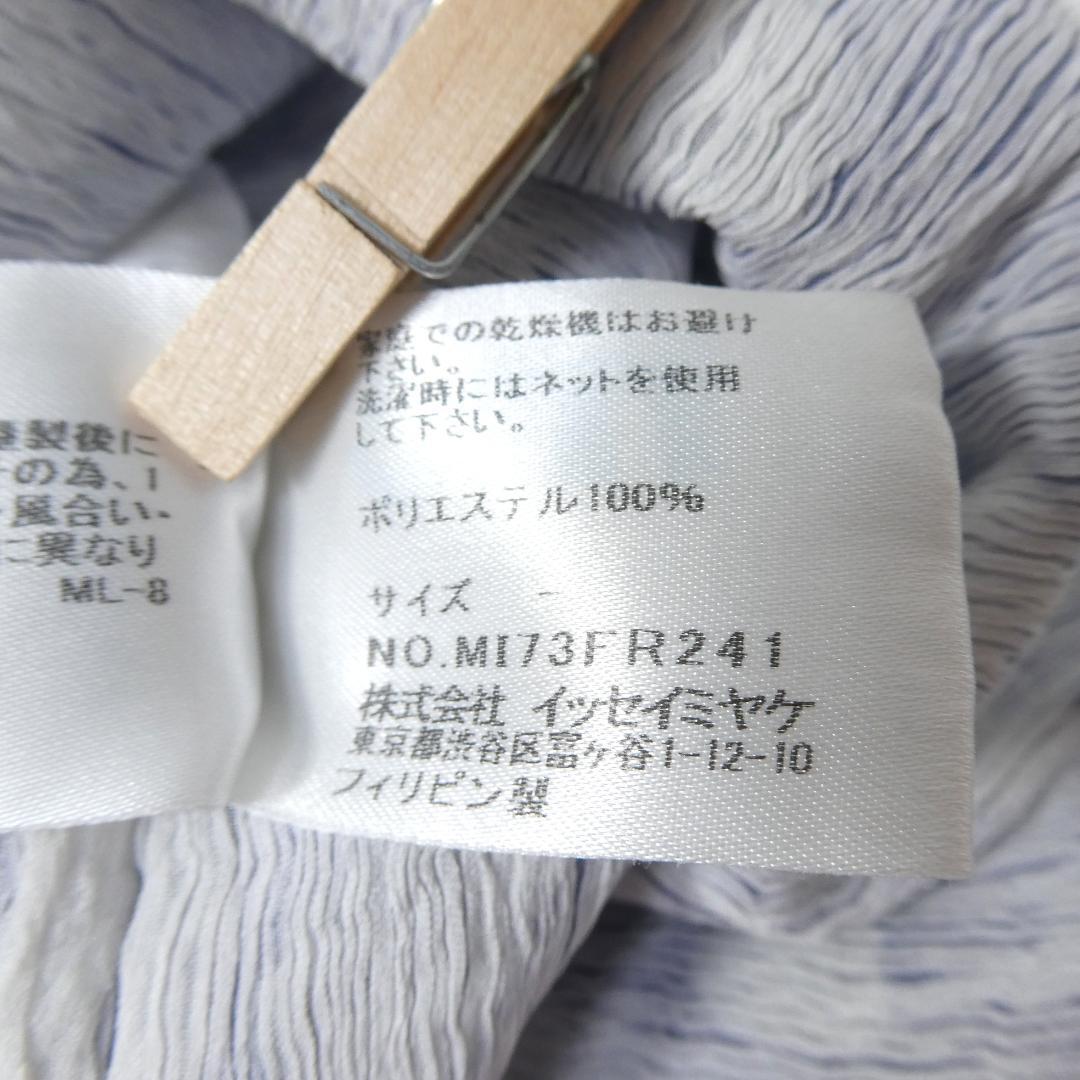 製後に
の為、1
風合い、
に異なり
ML-8
家庭での乾燥機はお避け
下さい。
洗濯時にはネットを使用
して下さい。
ポリエステル100%
サイズ -
NO.MI73FR241
株式会社 イッセイミヤケ
東京都渋谷区富ヶ谷1-12-10
フィリピン製